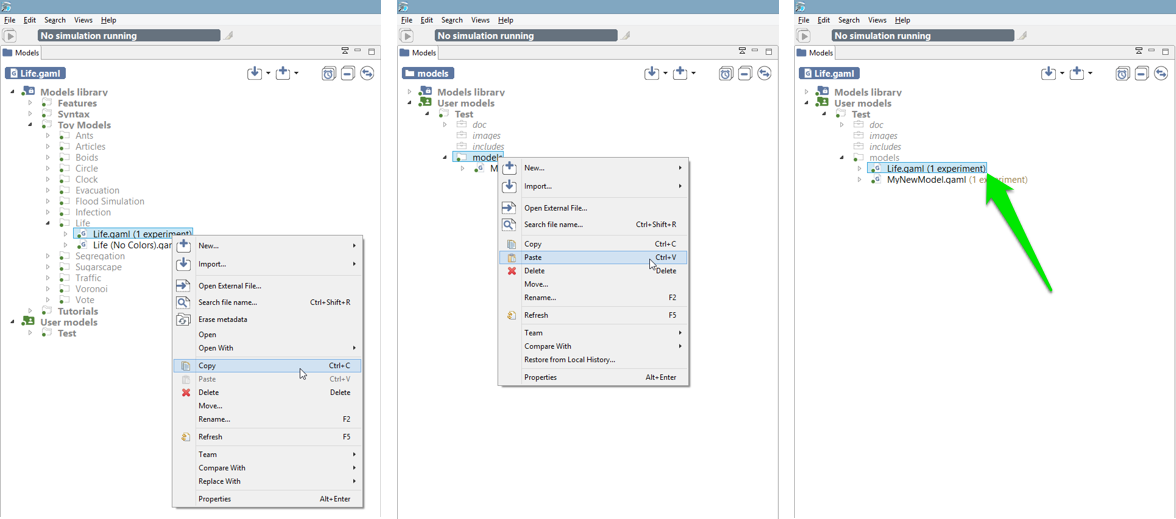 File Edit Search Views Help
No simulation running
Models
Life.gaml
Models library
Features
Syntax
Toy Models
Ants
Articles
Boids
Circle
Clock
Evacuation
Flood Simulation
Infection
Life
Life.gaml (1 experiment)
Life (No Colors).gam
Segregation
Sugarscape
Traffic
Voronoi
Vote
Tutorials
User models
Test
New...
Import...
Open External File...
Search file name... Ctrl+Shift+R
Erase metadata
Open
Open With
Copy Ctrl+C
Paste Ctrl+V
Delete Delete
Move...
Rename... F2
Refresh F5
Team
Compare With
Replace With
Properties Alt+Enter
File Edit Search Views Help
No simulation running
Models
models
Models library
User models
Test
doc
images
includes
models
M
New...
Import...
Open External File...
Search file name... Ctrl+Shift+R
Copy Ctrl+C
Paste Ctrl+V
Delete Delete
Move...
Rename... F2
Refresh F5
Team
Compare With
Restore from Local History...
Properties Alt+Enter
File Edit Search Views Help
No simulation running
Models
Life.gaml
Models library
User models
Test
doc
images
includes
models
Life.gaml (1 experiment)
MyNewModel.gaml (1 experiment)